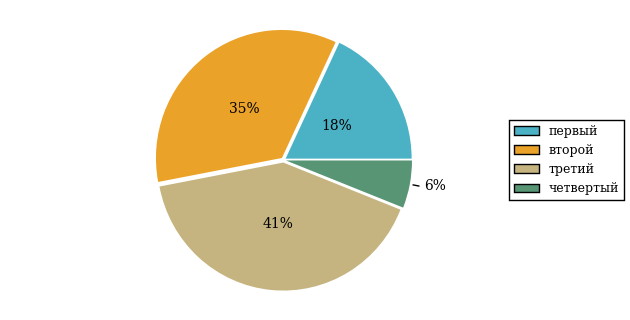 35%
18%
41%
6%
первый
второй
третий
четвертый